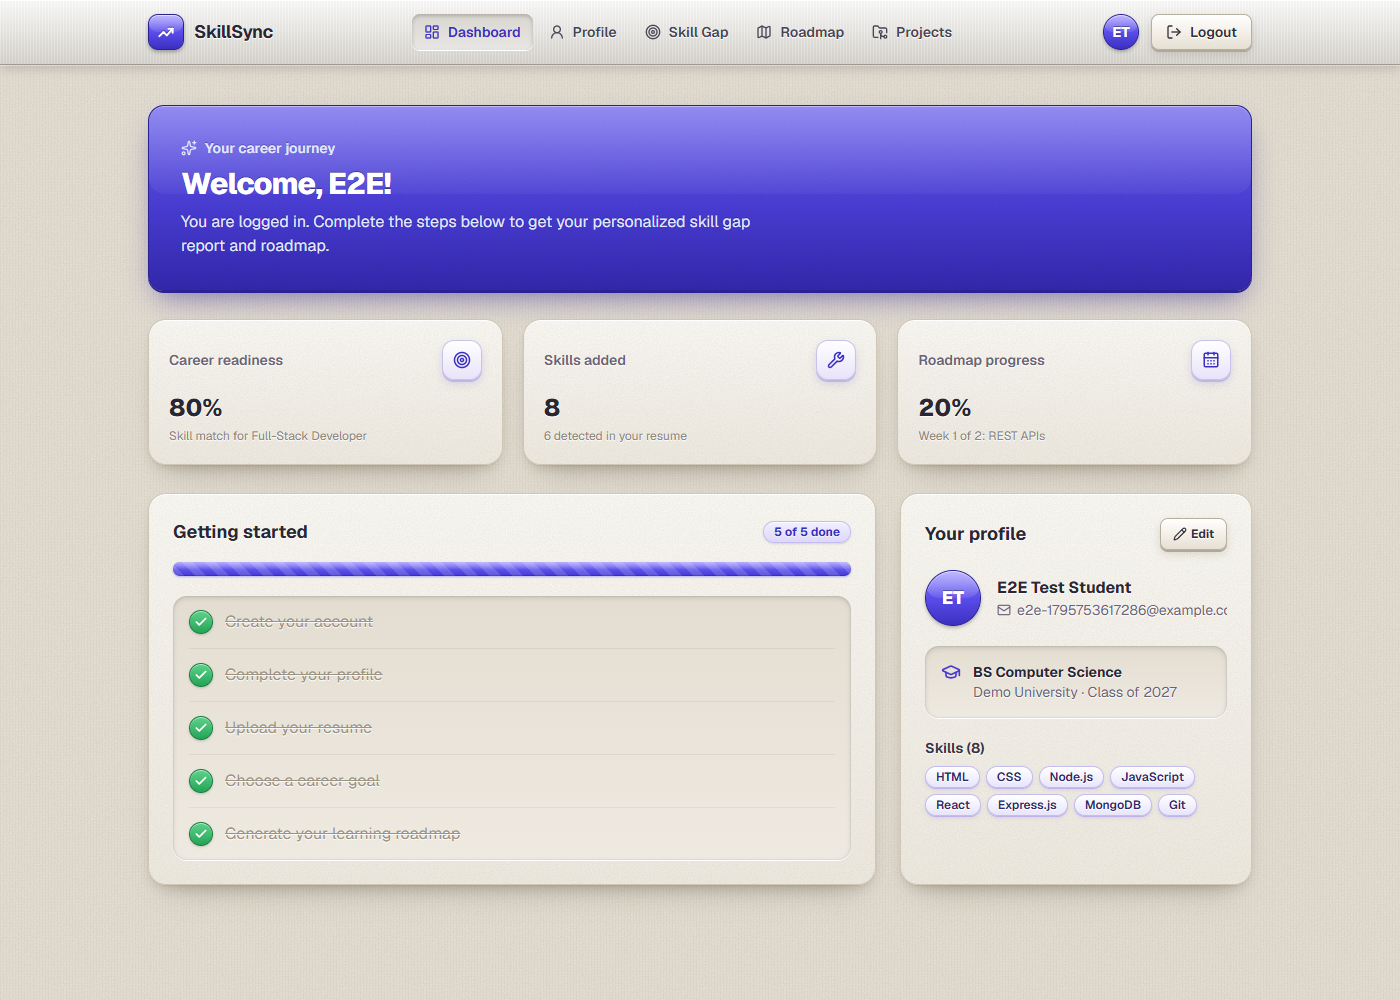 SkillSync
Dashboard
Profile
Skill Gap
Roadmap
Projects
ET
Logout
Your career journey
Welcome, E2E!
You are logged in. Complete the steps below to get your personalized skill gap
report and roadmap.
Career readiness
80%
Skill match for Full-Stack Developer
Skills added
8
6 detected in your resume
Roadmap progress
20%
Week 1 of 2: REST APIs
Getting started
5 of 5 done
Create your account
Complete your profile
Upload your resume
Choose a career goal
Generate your learning roadmap
Your profile
Edit
ET
E2E Test Student
e2e-1795753617286@example.co
BS Computer Science
Demo University · Class of 2027
Skills (8)
HTML
CSS
Node.js
JavaScript
React
Express.js
MongoDB
Git